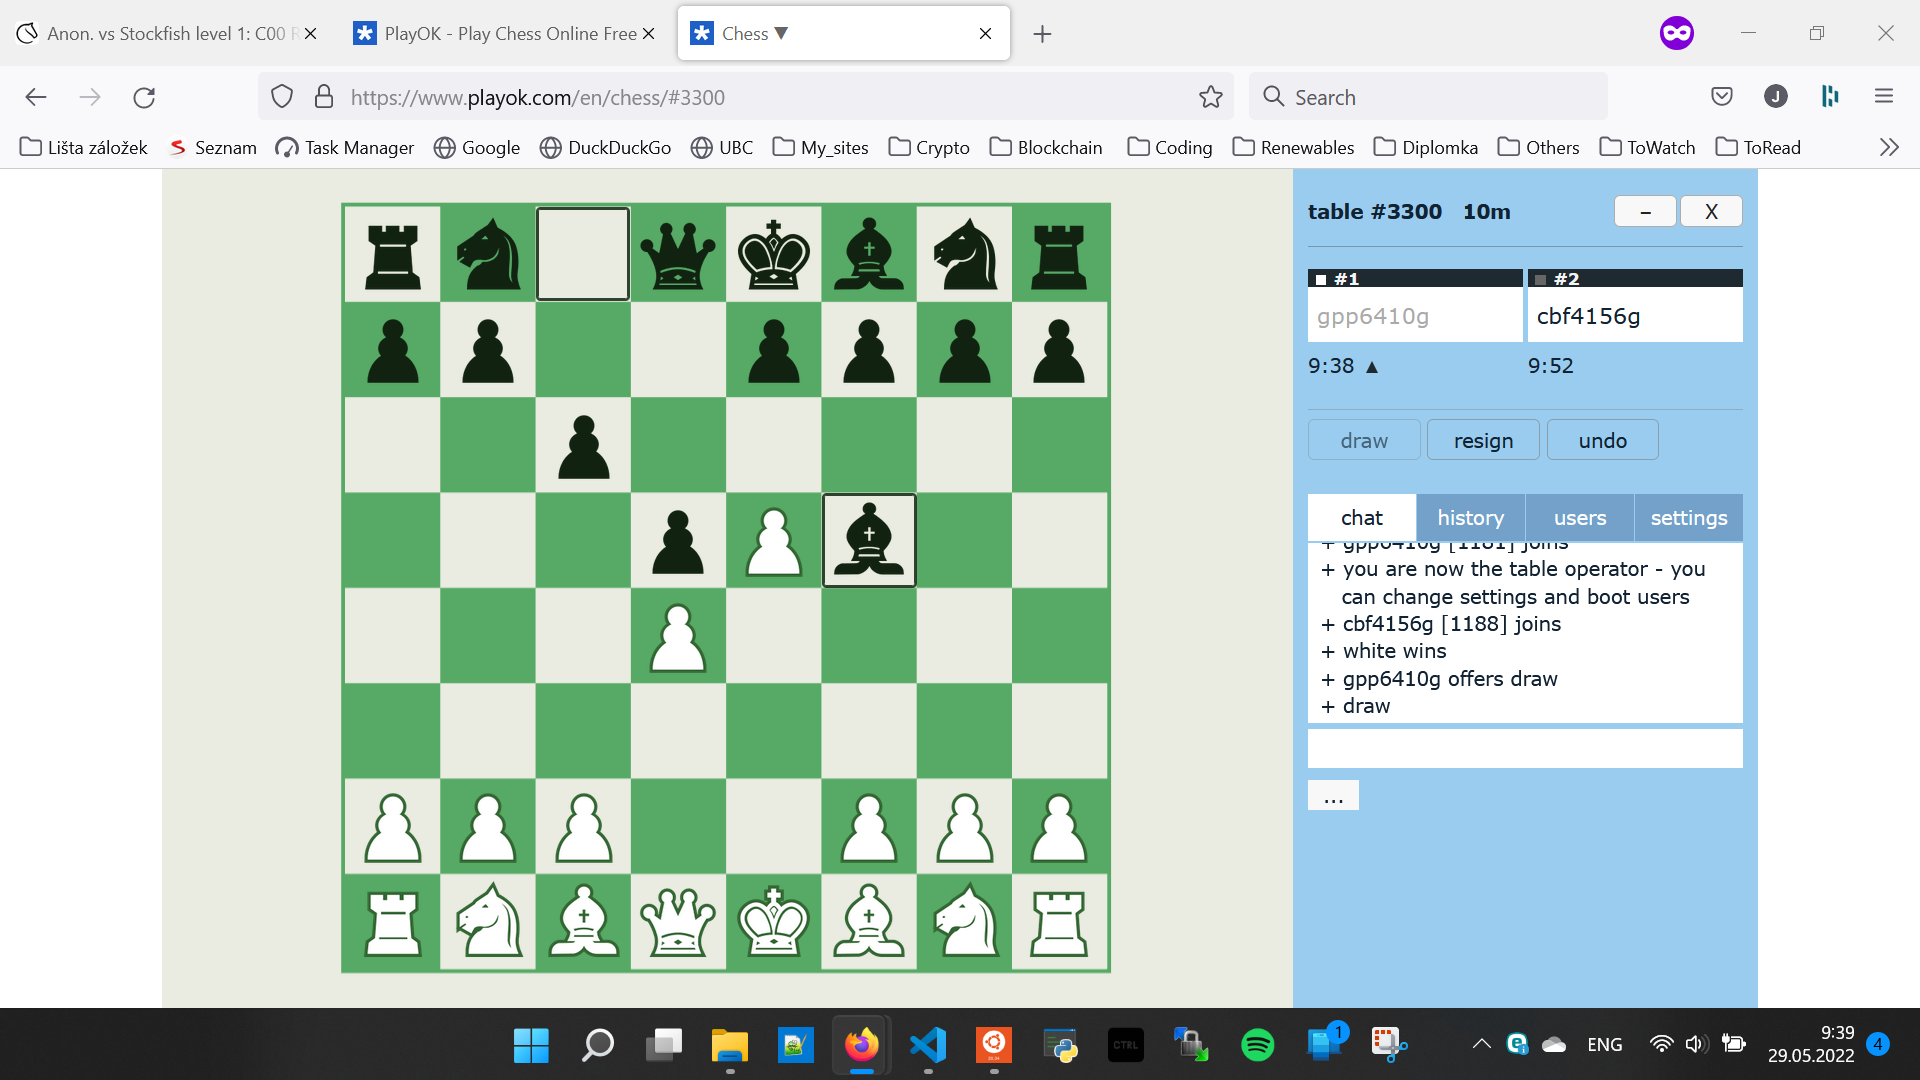 Anon. vs Stockfish level 1: C00 R
PlayOK - Play Chess Online Free
Chess ▼
https://www.playok.com/en/chess/#3300
Search
J
Lišta záložek
Seznam
Task Manager
Google
DuckDuckGo
UBC
My_sites
Crypto
Blockchain
Coding
Renewables
Diplomka
Others
ToWatch
ToRead
table #3300 10m
–
X
#1
#2
gpp6410g
cbf4156g
9:38 ▲
9:52
draw
resign
undo
chat
history
users
settings
+ gpp6410g [1181] joins
+ you are now the table operator - you
can change settings and boot users
+ cbf4156g [1188] joins
+ white wins
+ gpp6410g offers draw
+ draw
...
CTRL
1
ENG
9:39
29.05.2022
4